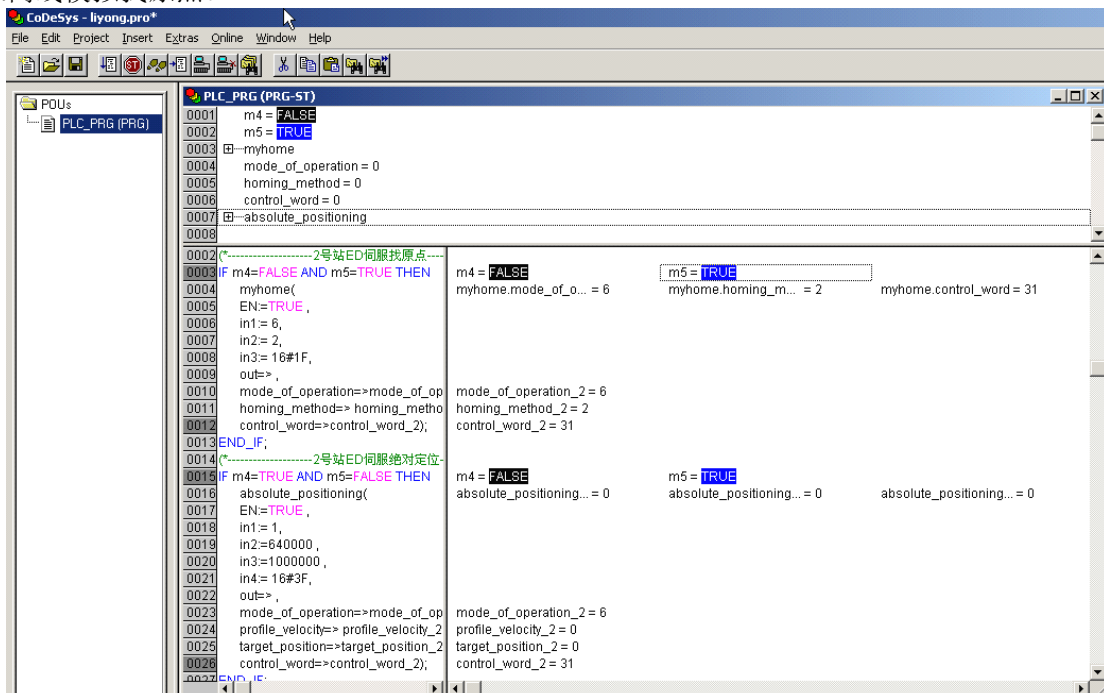 CoDeSys - liyong.pro*
File Edit Project Insert Extras Online Window Help
POUs
PLC_PRG (PRG)
PLC_PRG (PRG-ST)
0001 m4 = FALSE
0002 m5 = TRUE
0003 myhome
0004 mode_of_operation = 0
0005 homing_method = 0
0006 control_word = 0
0007 absolute_positioning
0008
0002 (*--------------------2号站ED伺服找原点----
0003 IF m4=FALSE AND m5=TRUE THEN m4 = FALSE m5 = TRUE
0004 myhome( myhome.mode_of_o... = 6 myhome.homing_m... = 2 myhome.control_word = 31
0005 EN:=TRUE ,
0006 in1:= 6,
0007 in2:= 2,
0008 in3:= 16#1F,
0009 out=> ,
0010 mode_of_operation=>mode_of_op mode_of_operation_2 = 6
0011 homing_method=> homing_metho homing_method_2 = 2
0012 control_word=>control_word_2); control_word_2 = 31
0013 END_IF;
0014 (*--------------------2号站ED伺服绝对定位-
0015 IF m4=TRUE AND m5=FALSE THEN m4 = FALSE m5 = TRUE
0016 absolute_positioning( absolute_positioning... = 0 absolute_positioning... = 0 absolute_positioning... = 0
0017 EN:=TRUE ,
0018 in1:= 1,
0019 in2:=640000 ,
0020 in3:=1000000 ,
0021 in4:= 16#3F,
0022 out=> ,
0023 mode_of_operation=>mode_of_op mode_of_operation_2 = 6
0024 profile_velocity=> profile_velocity_2 profile_velocity_2 = 0
0025 target_position=>target_position_2 target_position_2 = 0
0026 control_word=>control_word_2); control_word_2 = 31
0027 END_IF;